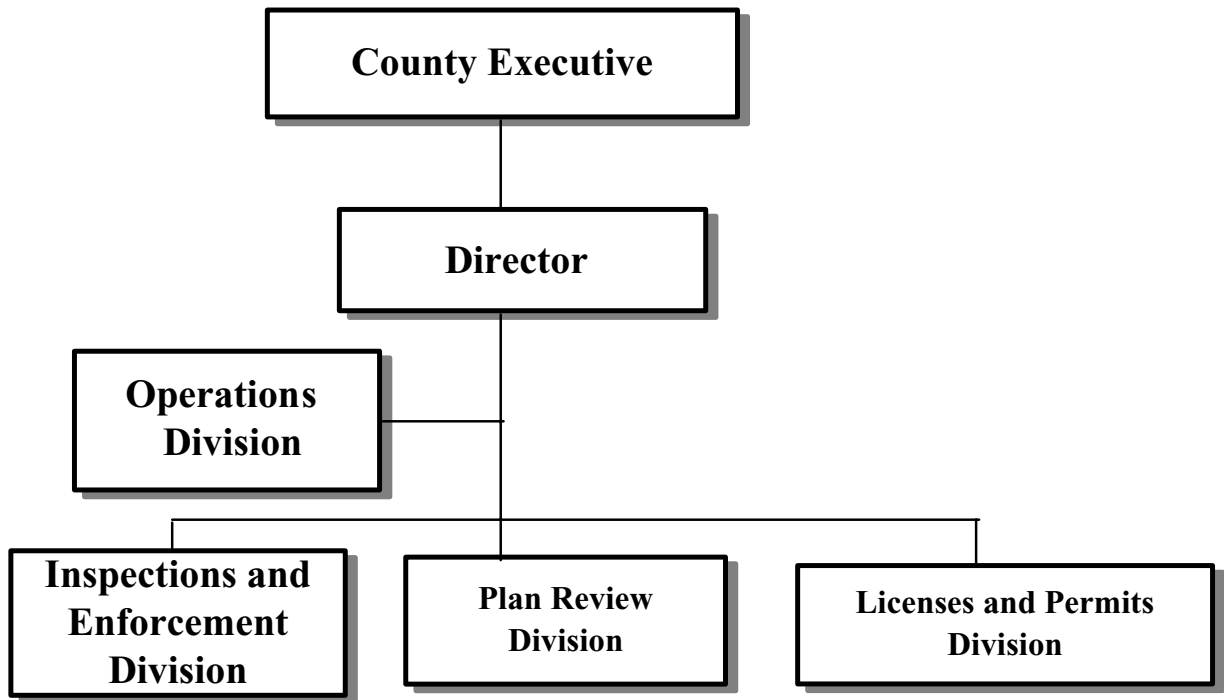 County Executive
Director
Operations
Division
Inspections and
Enforcement
Division
Plan Review
Division
Licenses and Permits
Division